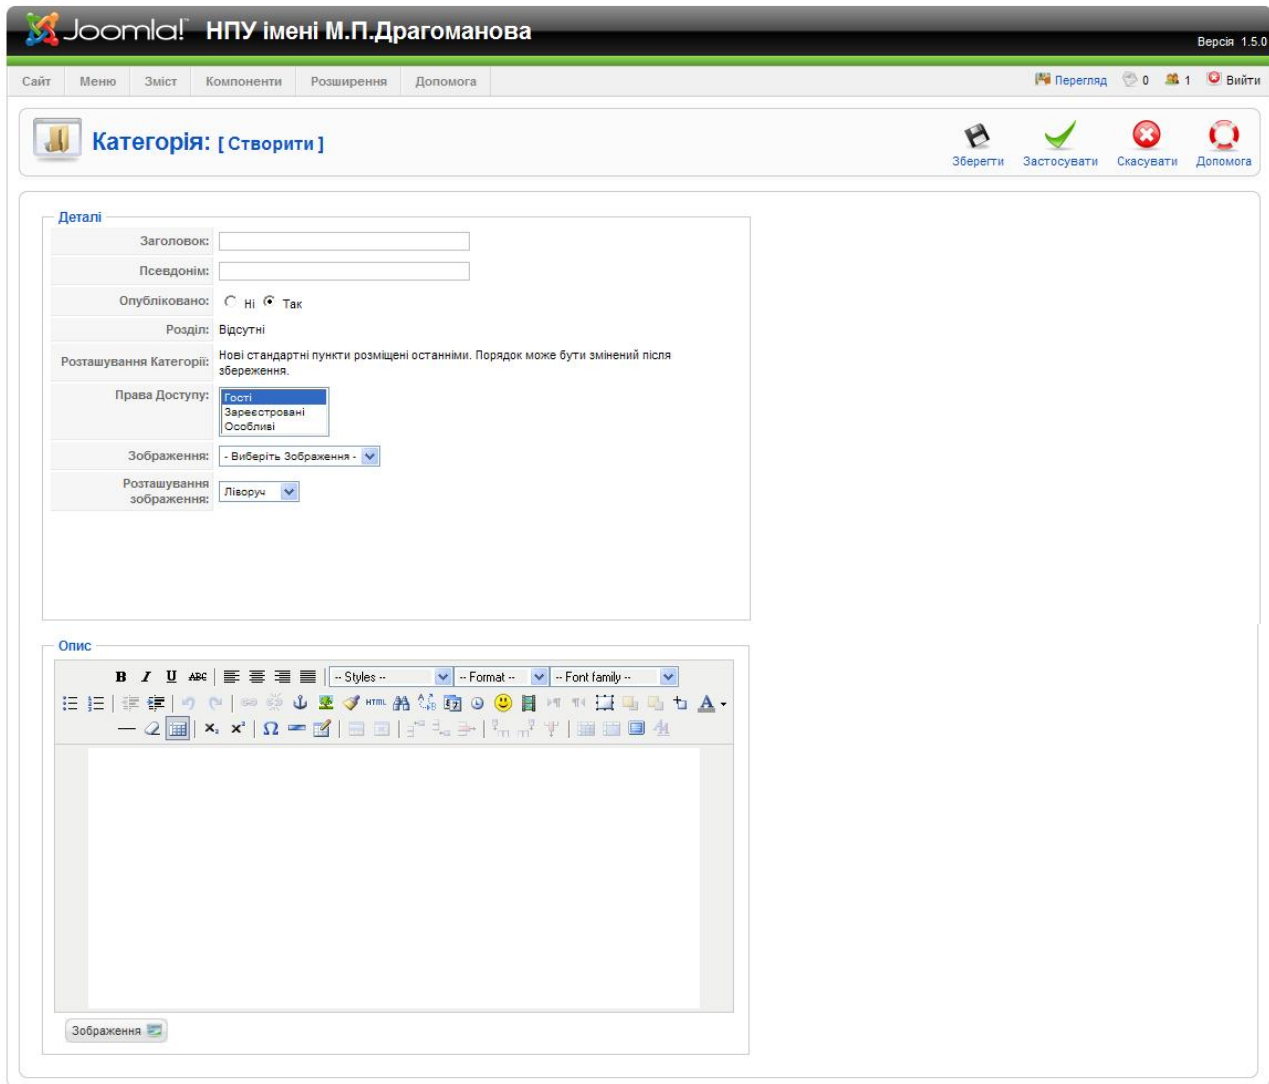 Joomla! НПУ імені М.П.Драгоманова
Версія 1.5.0
Сайт Меню Зміст Компоненти Розширення Допомога Перегляд 0 1 Вийти
Категорія: [ Створити ]
Зберегти Застосувати Скасувати Допомога
Деталі
Заголовок:
Псевдонім:
Опубліковано: Ні Так
Розділ: Відсутні
Розташування Категорії: Нові стандартні пункти розміщені останніми. Порядок може бути змінений після
збереження.
Права Доступу: Гості
Зареєстровані
Особливі
Зображення: - Виберіть Зображення -
Розташування
зображення: Ліворуч
Опис
B I U ABC -- Styles -- -- Format -- -- Font family --
HTML A
Зображення